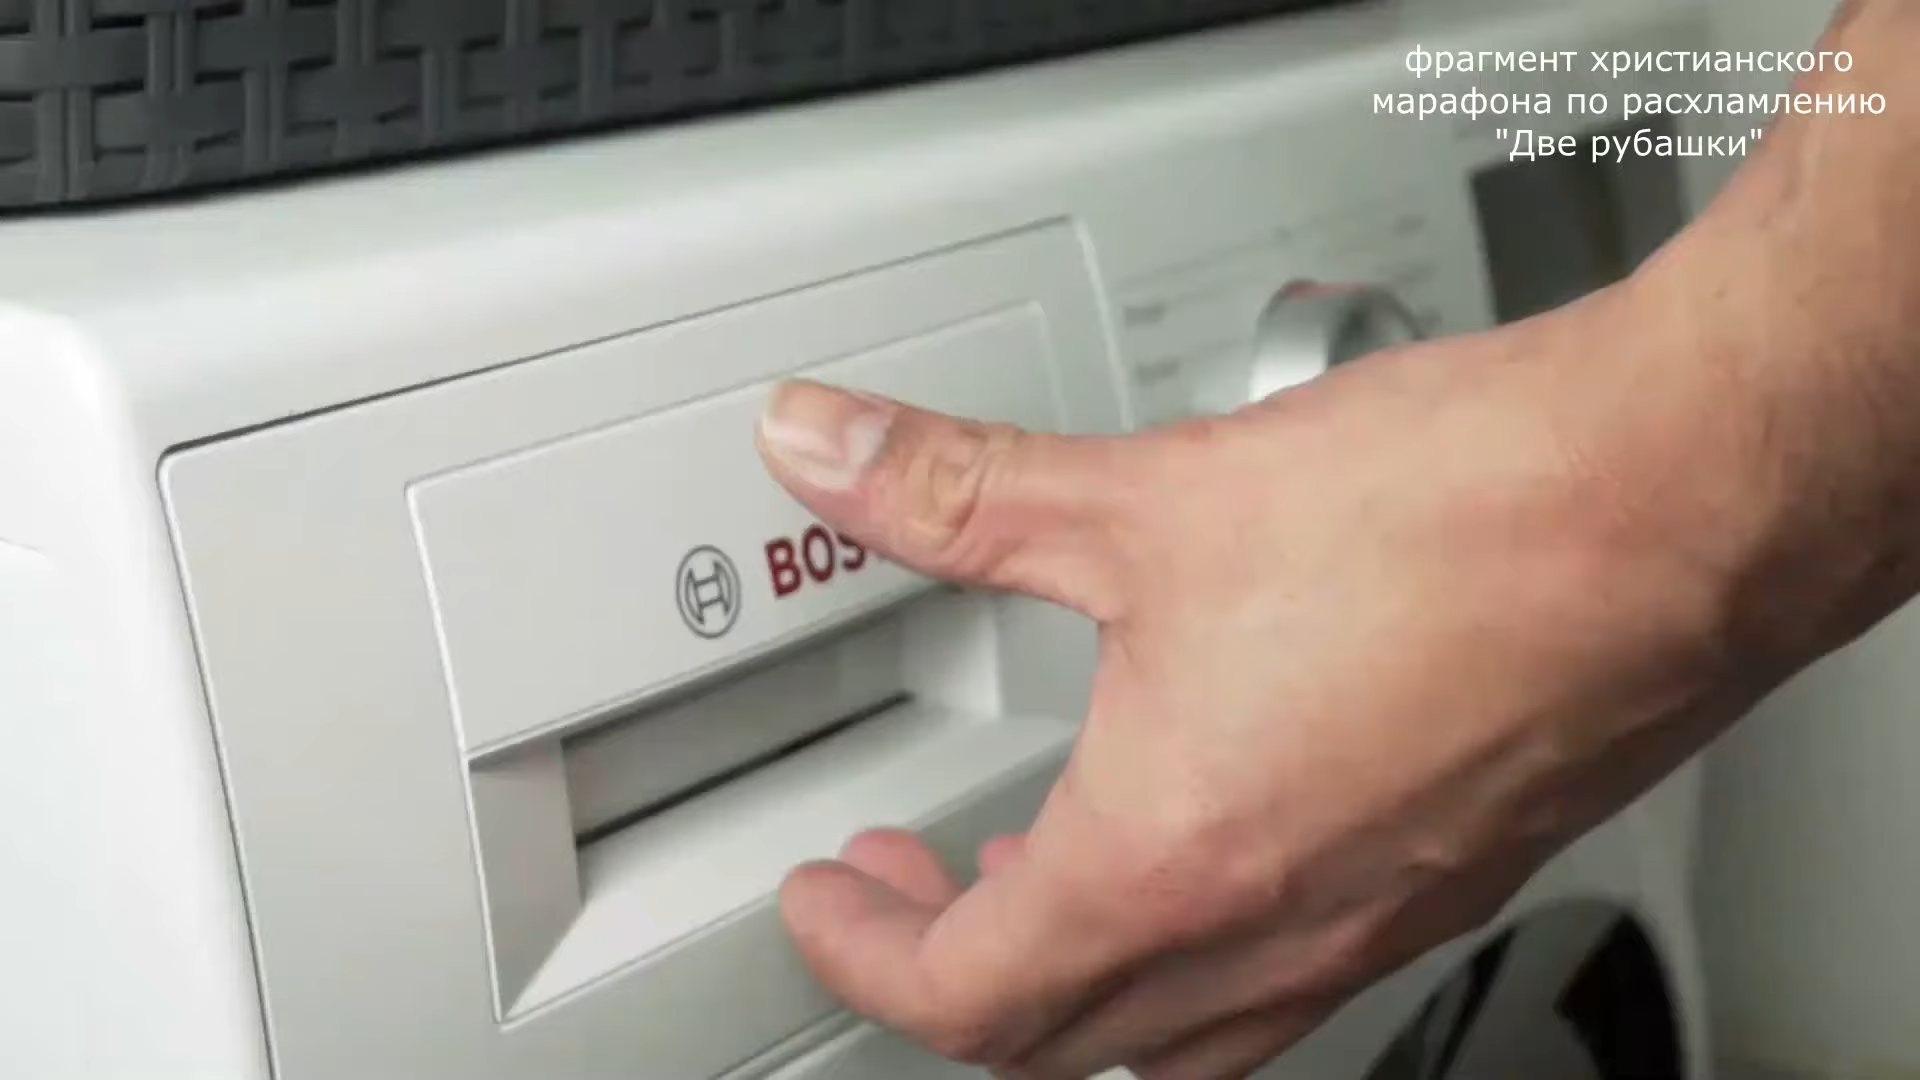 фрагмент христианского
марафона по расхламлению
"Две рубашки"